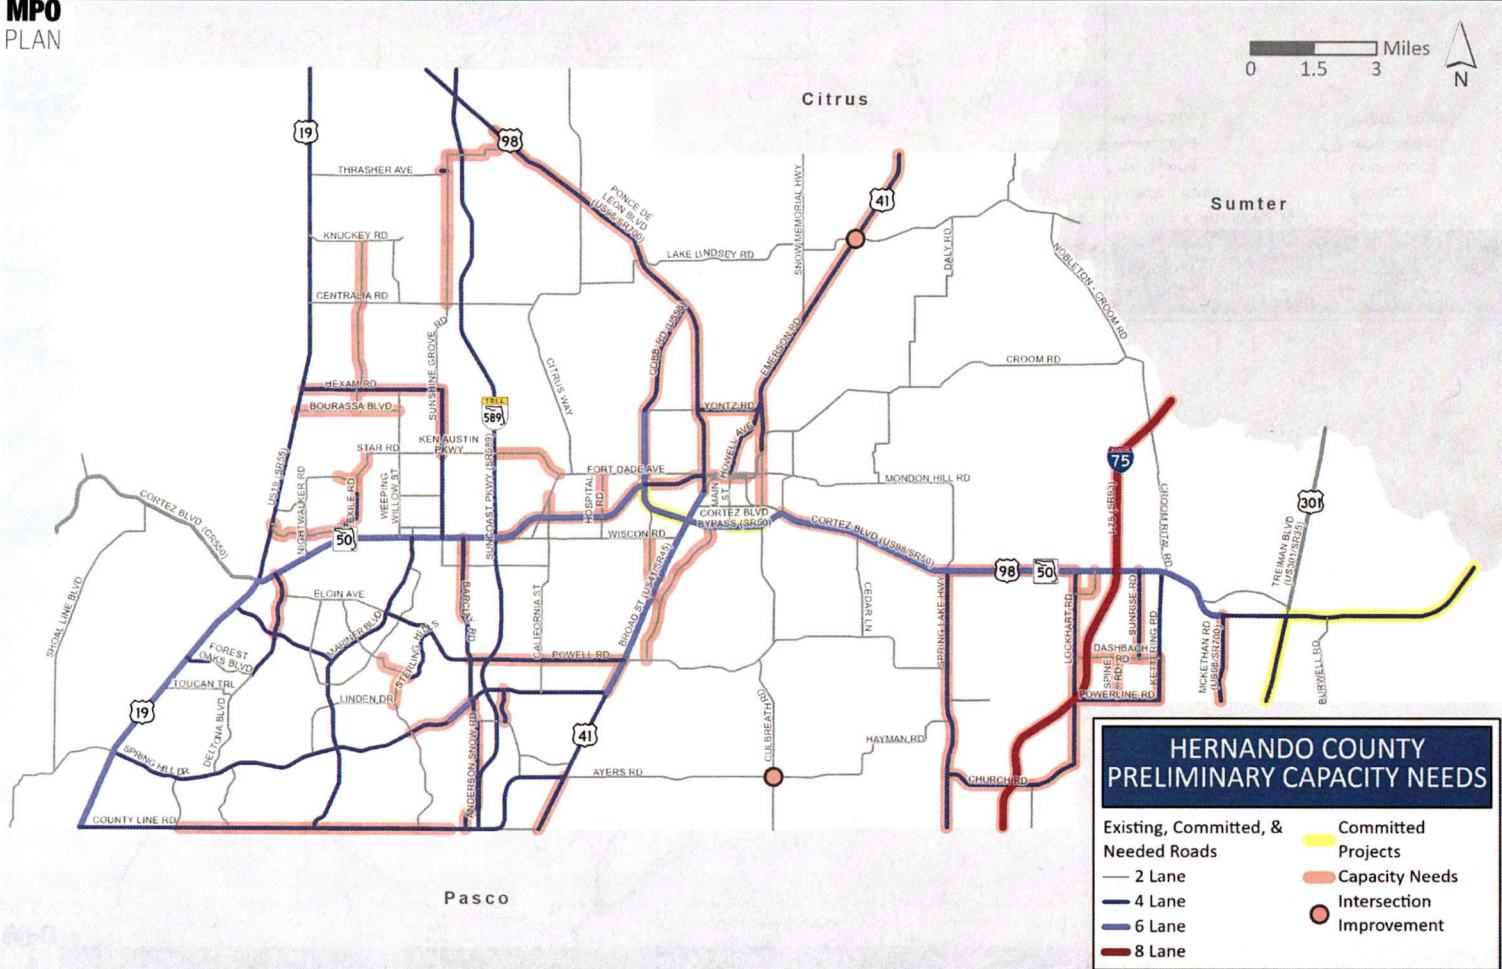 MPO
PLAN
Miles
0 1.5 3
N
Citrus
Sumter
Pasco
19
98
41
THRASHER AVE
PONCE DE
LEON BLVD
(US98/SR700)
KNUCKEY RD
LAKE LINDSEY RD
SNOW MEMORIAL HWY
DALY RD
NOBLETON - CROOM RD
CENTRALIA RD
SUNSHINE GROVE RD
COBB RD (US98)
EMERSON RD
CITRUS WAY
CROOM RD
HEXAM RD
BOURASSA BLVD
TOLL
589
YONTZ RD
HOWELL AVE
KEN AUSTIN
PKWY
STAR RD
US19 (SR55)
NIGHTWALKER RD
EXILE RD
WEEPING
WILLOW ST
SUNCOAST PKWY (SR589)
FORT DADE AVE
HOSPITAL
RD
MAIN
ST
MONDON HILL RD
75
I-75 (SR93)
CROOM RITAL RD
301
TREIMAN BLVD
(US301/SR35)
CORTEZ BLVD (CR550)
50
CORTEZ BLVD
BYPASS (SR50)
CORTEZ BLVD (US98/SR50)
WISCON RD
98
50
SHOAL LINE BLVD
ELGIN AVE
MARINER BLVD
STERLING HILLS
BARCLAY RD
CALIFORNIA ST
BROAD ST (US41/SR45)
CEDAR LN
SPRING LAKE HWY
LOCKHART RD
SUNRISE RD
KETTERING RD
DASHBACH
RD
SPINE
RD
POWERLINE RD
MCKETHAN RD
(US98/SR700)
BURWELL RD
FOREST
OAKS BLVD
POWELL RD
TOUCAN TRL
LINDEN DR
19
DELTONA BLVD
41
CULBREATH RD
HAYMAN RD
SPRING HILL DR
ANDERSON SNOW RD
AYERS RD
CHURCH RD
COUNTY LINE RD
HERNANDO COUNTY
PRELIMINARY CAPACITY NEEDS
Existing, Committed, &
Needed Roads
2 Lane
4 Lane
6 Lane
8 Lane
Committed
Projects
Capacity Needs
Intersection
Improvement